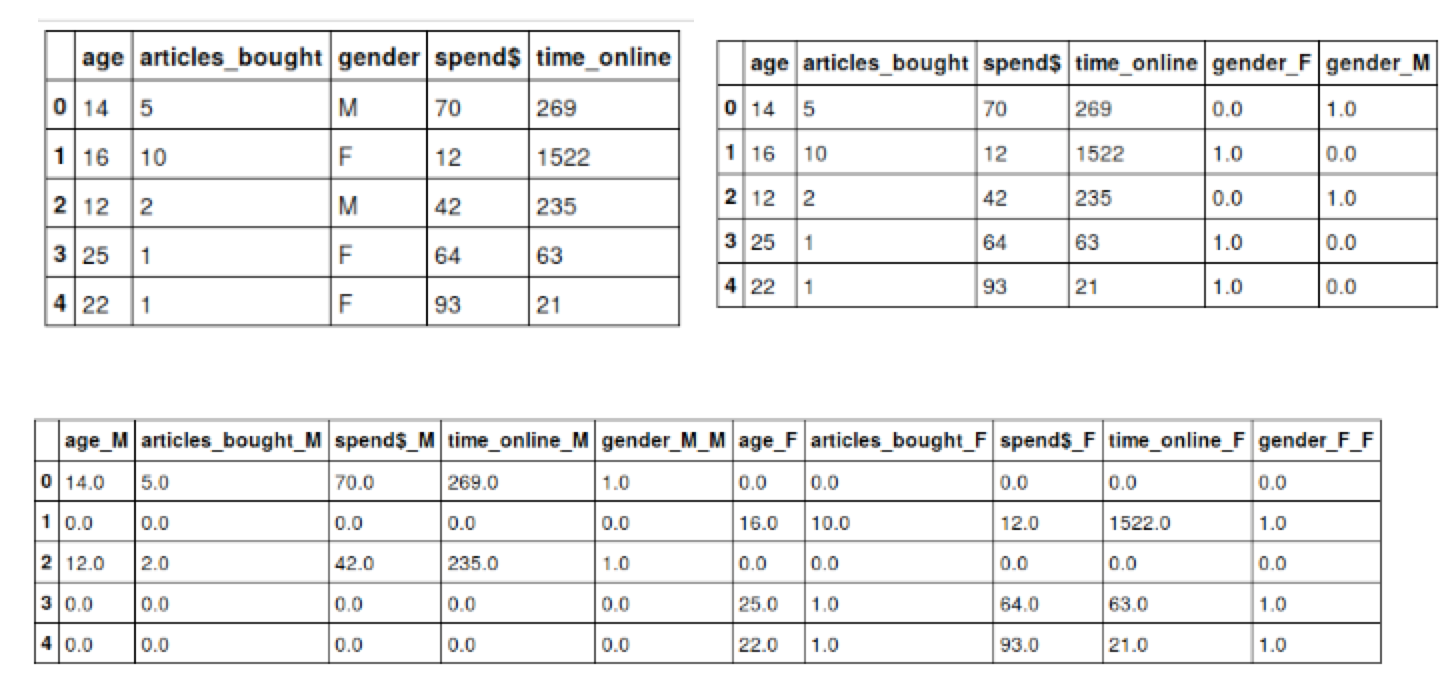 age articles_bought gender spend$ time_online
0 14 5 M 70 269
1 16 10 F 12 1522
2 12 2 M 42 235
3 25 1 F 64 63
4 22 1 F 93 21
age articles_bought spend$ time_online gender_F gender_M
0 14 5 70 269 0.0 1.0
1 16 10 12 1522 1.0 0.0
2 12 2 42 235 0.0 1.0
3 25 1 64 63 1.0 0.0
4 22 1 93 21 1.0 0.0
age_M articles_bought_M spend$_M time_online_M gender_M_M age_F articles_bought_F spend$_F time_online_F gender_F_F
0 14.0 5.0 70.0 269.0 1.0 0.0 0.0 0.0 0.0 0.0
1 0.0 0.0 0.0 0.0 0.0 16.0 10.0 12.0 1522.0 1.0
2 12.0 2.0 42.0 235.0 1.0 0.0 0.0 0.0 0.0 0.0
3 0.0 0.0 0.0 0.0 0.0 25.0 1.0 64.0 63.0 1.0
4 0.0 0.0 0.0 0.0 0.0 22.0 1.0 93.0 21.0 1.0